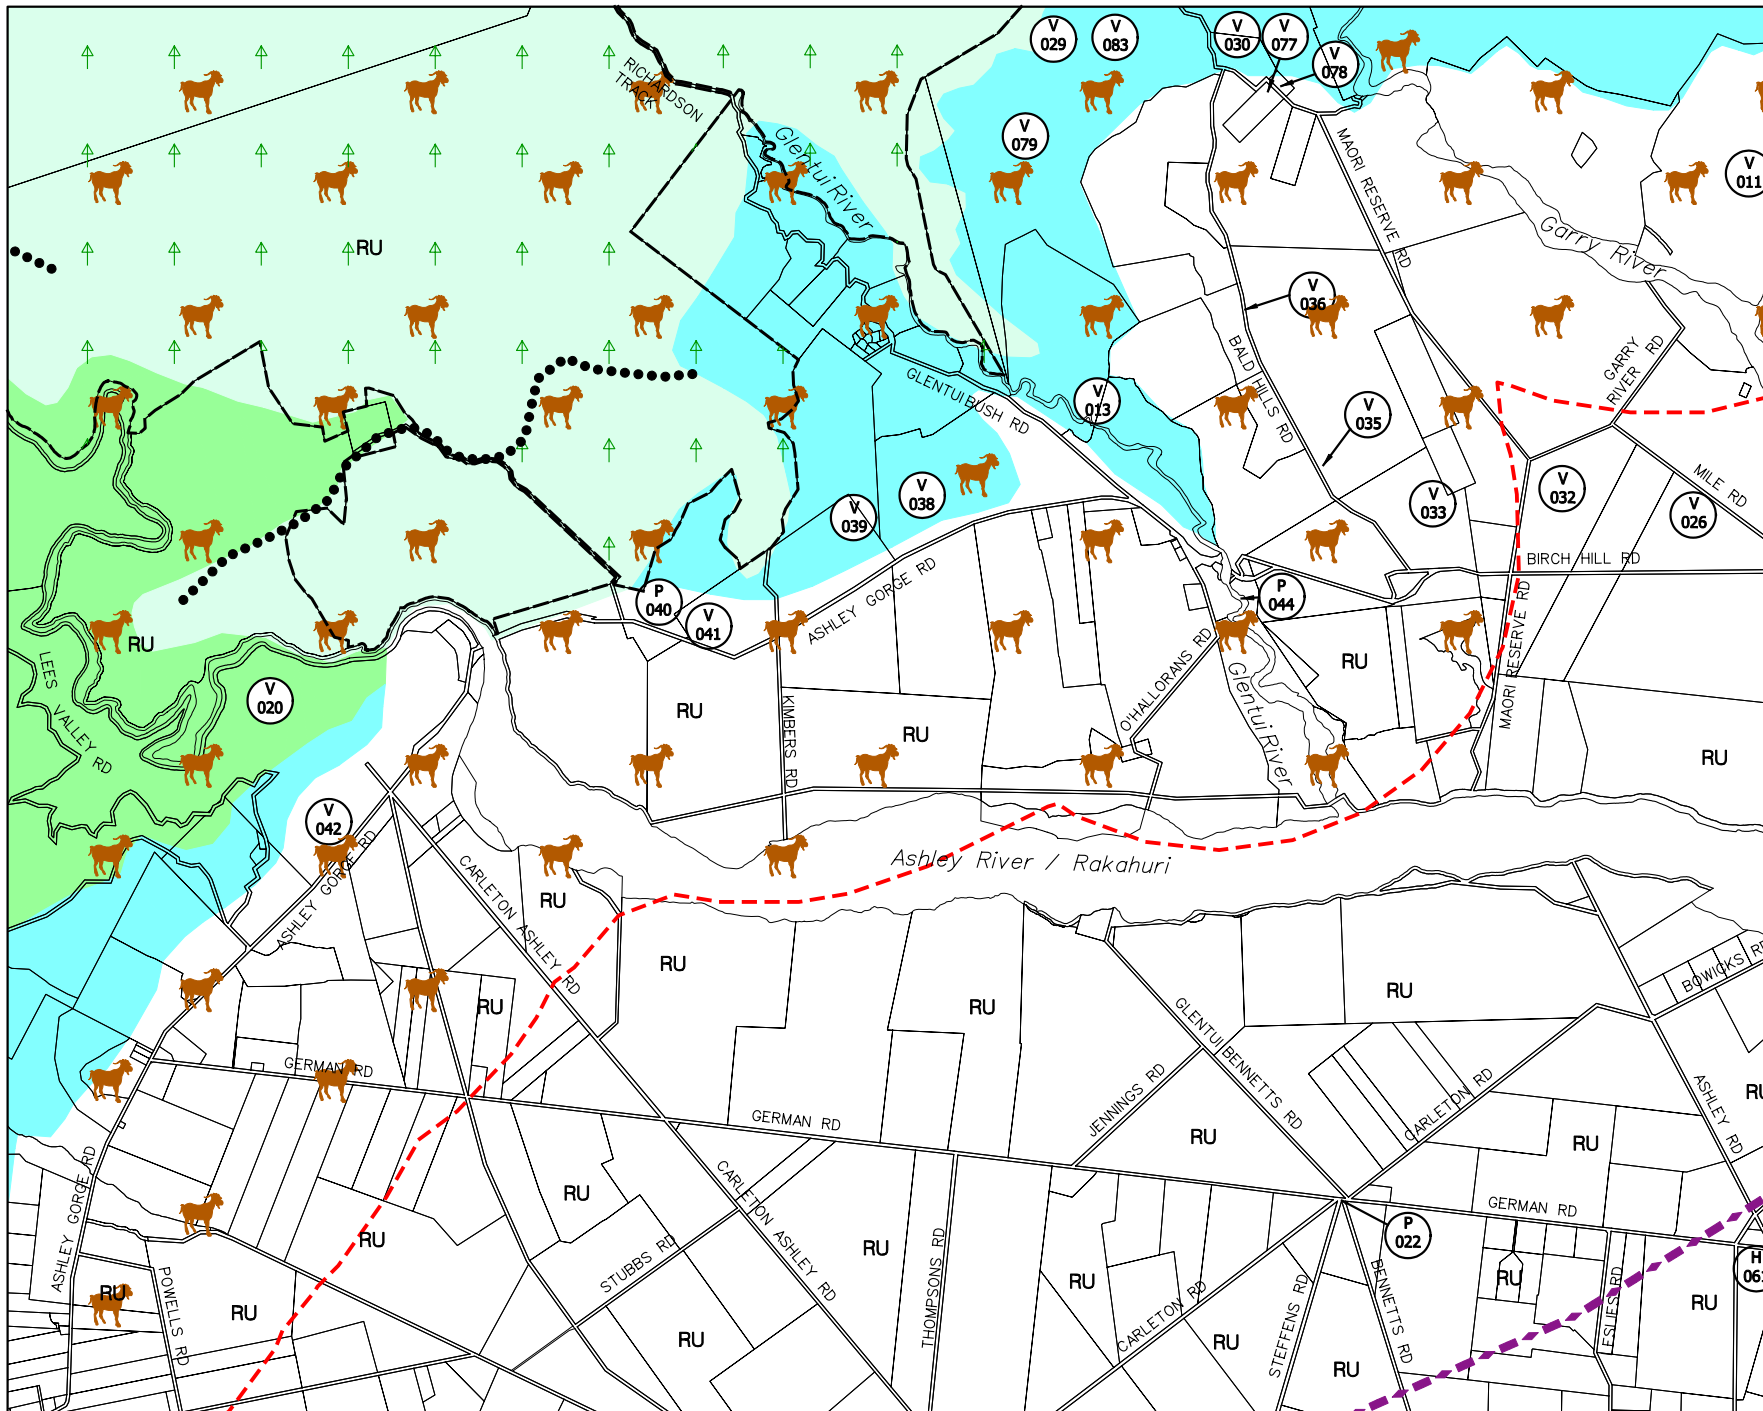 V
029
V
083
V
030
V
077
V
078
RICHARDSON
TRACK
Glentui River
V
079
MAORI RESERVE RD
V
011
Garry River
RU
V
036
BALD HILLS RD
GARRY
RIVER RD
GLENTUI BUSH RD
V
013
V
035
V
039
V
038
V
033
V
032
MILE RD
V
026
BIRCH HILL RD
ASHLEY GORGE RD
P
040
V
041
P
044
MAORI RESERVE RD
RU
LEES
VALLEY RD
V
020
RU
RU
RU
KIMBERS RD
O'HALLORANS RD
Glentui River
RU
V
042
ASHLEY GORGE RD
CARLETON ASHLEY RD
Ashley River / Rakahuri
RU
RU
RU
RU
RU
BOWICKS RD
GLENTUI BENNETTS RD
GERMAN RD
GERMAN RD
JENNINGS RD
CARLETON RD
ASHLEY RD
RU
RU
RU
ASHLEY GORGE RD
CARLETON ASHLEY RD
RU
GERMAN RD
P
022
RU
STUBBS RD
RU
THOMPSONS RD
H
RU
RU
POWELLS RD
RU
RU
CARLETON RD
STEFFENS RD
BENNETTS RD
RU
RU
RU
RU
RU